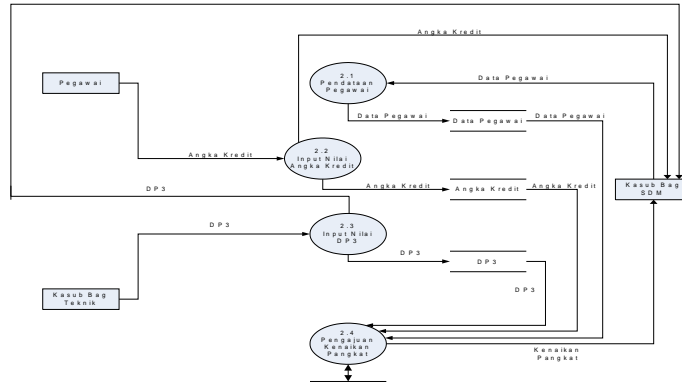 Angka Kredit
2.1
Pendataan
Pegawai
Data Pegawai
Pegawai
Data Pegawai
Data Pegawai
Data Pegawai
2.2
Input Nilai
Angka Kredit
Angka Kredit
Angka Kredit
Angka Kredit
Angka Kredit
Kasub Bag
SDM
DP3
2.3
Input Nilai
DP3
DP3
DP3
DP3
DP3
Kasub Bag
Teknik
2.4
Pengajuan
Kenaikan
Pangkat
Kenaikan
Pangkat